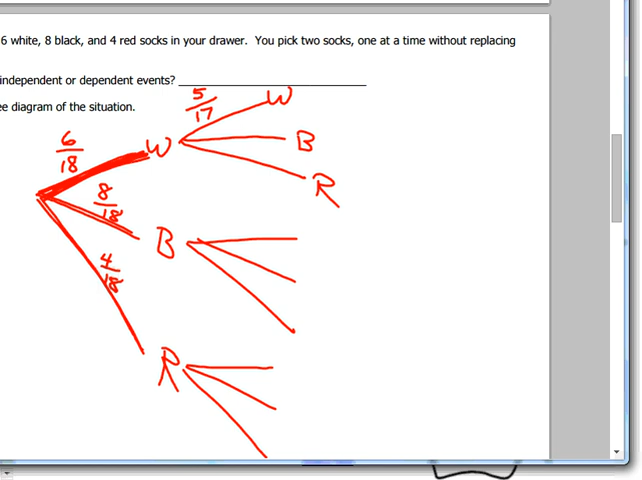 6 white, 8 black, and 4 red socks in your drawer. You pick two socks, one at a time without replacing
independent or dependent events?
ee diagram of the situation.
5/17 W
6/18 W B
R
8/18 B
4/18 R